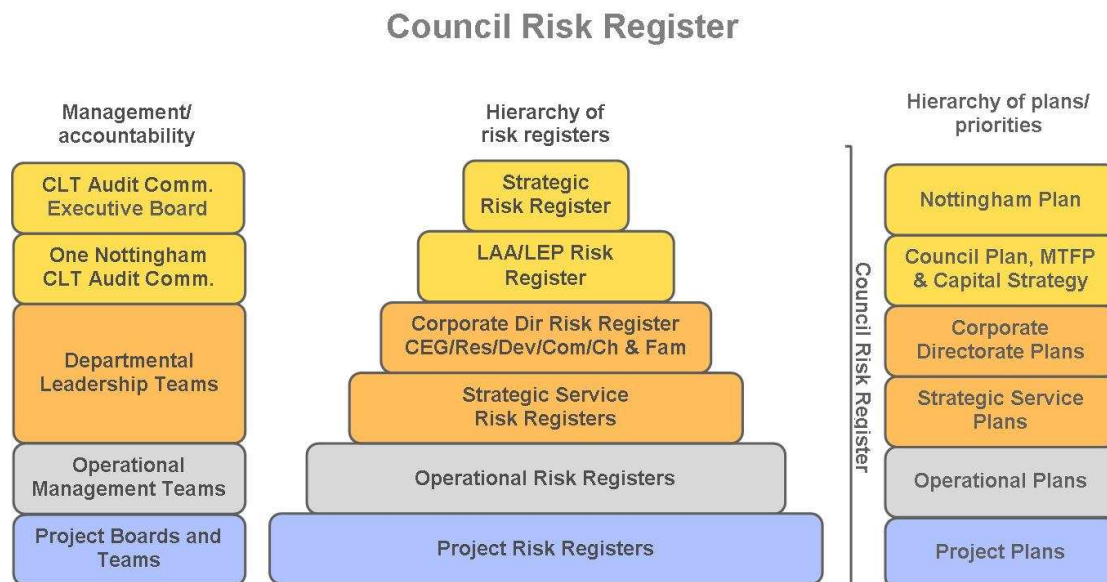 Council Risk Register
Management/
accountability
CLT Audit Comm.
Executive Board
One Nottingham
CLT Audit Comm.
Departmental
Leadership Teams
Operational
Management Teams
Project Boards and
Teams
Hierarchy of
risk registers
Strategic
Risk Register
LAA/LEP Risk
Register
Corporate Dir Risk Register
CEG/Res/Dev/Com/Ch & Fam
Strategic Service
Risk Registers
Operational Risk Registers
Project Risk Registers
Council Risk Register
Hierarchy of plans/
priorities
Nottingham Plan
Council Plan, MTFP
& Capital Strategy
Corporate
Directorate Plans
Strategic Service
Plans
Operational Plans
Project Plans